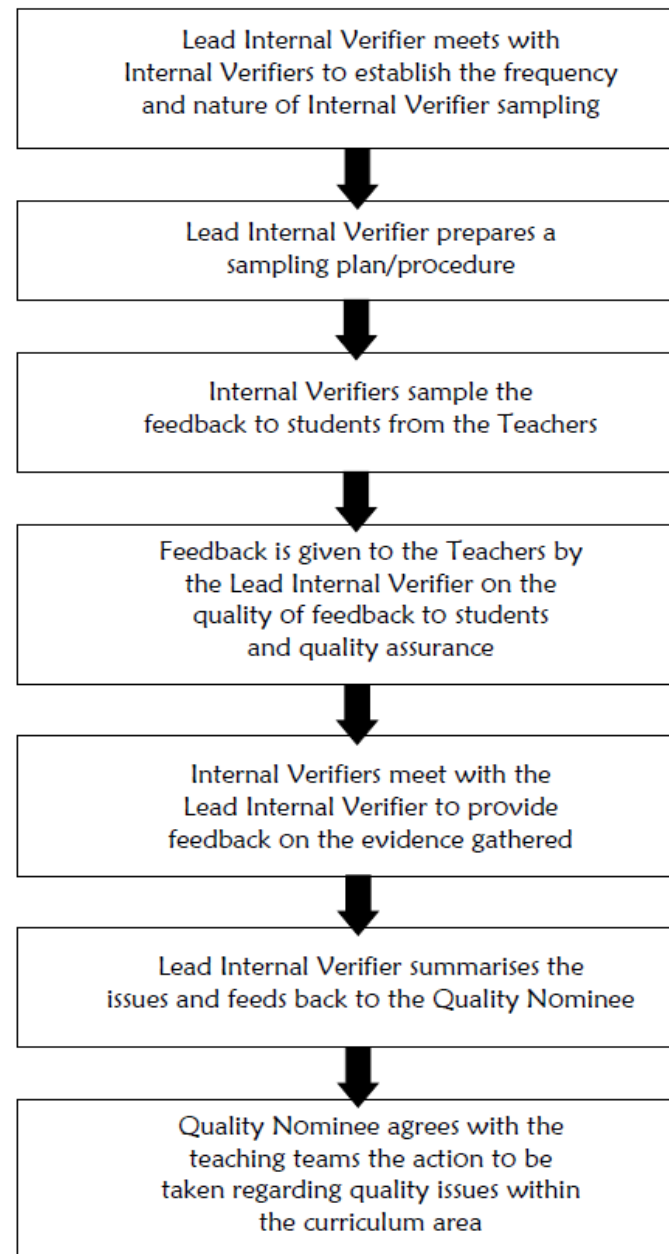 Lead Internal Verifier meets with
Internal Verifiers to establish the frequency
and nature of Internal Verifier sampling
Lead Internal Verifier prepares a
sampling plan/procedure
Internal Verifiers sample the
feedback to students from the Teachers
Feedback is given to the Teachers by
the Lead Internal Verifier on the
quality of feedback to students
and quality assurance
Internal Verifiers meet with the
Lead Internal Verifier to provide
feedback on the evidence gathered
Lead Internal Verifier summarises the
issues and feeds back to the Quality Nominee
Quality Nominee agrees with the
teaching teams the action to be
taken regarding quality issues within
the curriculum area